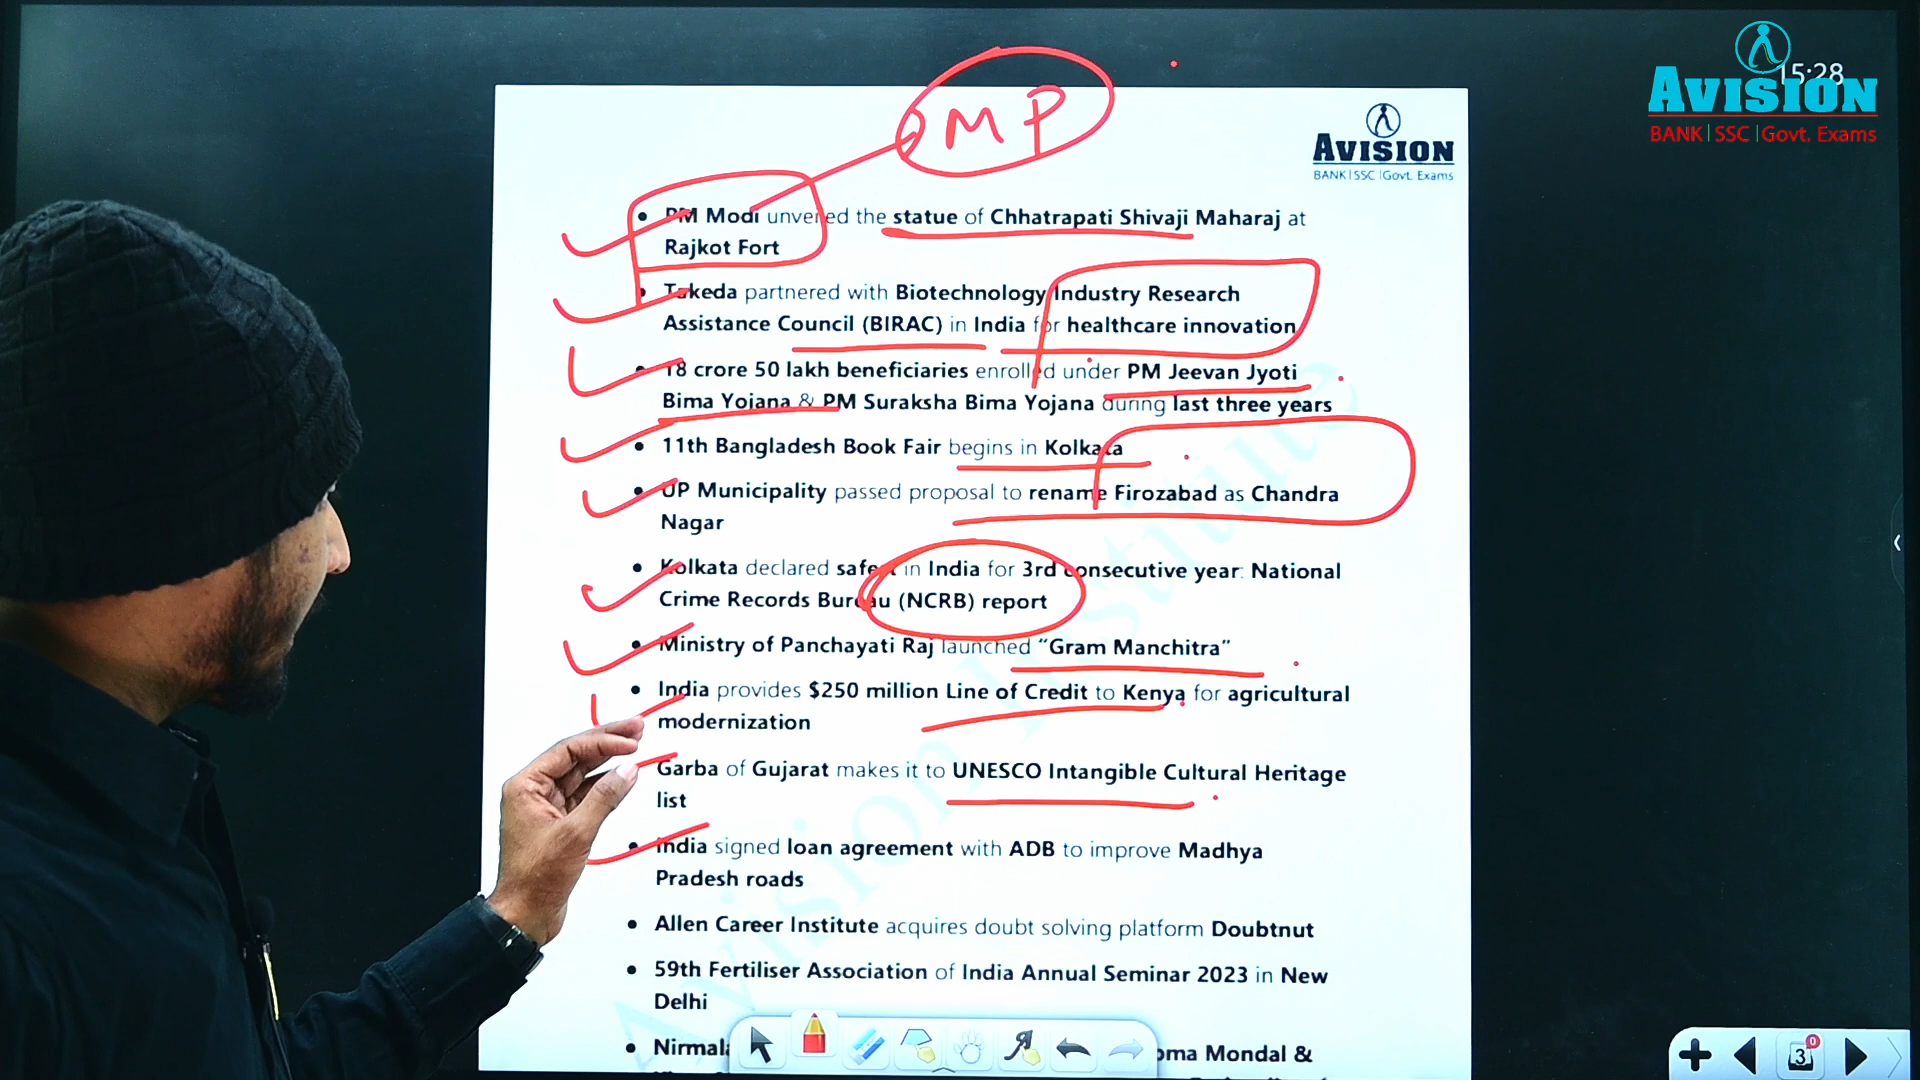 15:28
AVISION
BANK | SSC | Govt. Exams
MP
AVISION
BANK|SSC |Govt. Exams
• PM Modi unveiled the statue of Chhatrapati Shivaji Maharaj at
Rajkot Fort
• Takeda partnered with Biotechnology Industry Research
Assistance Council (BIRAC) in India for healthcare innovation
• 18 crore 50 lakh beneficiaries enrolled under PM Jeevan Jyoti
Bima Yojana & PM Suraksha Bima Yojana during last three years
• 11th Bangladesh Book Fair begins in Kolkata
• UP Municipality passed proposal to rename Firozabad as Chandra
Nagar
• Kolkata declared safest in India for 3rd consecutive year: National
Crime Records Bureau (NCRB) report
• Ministry of Panchayati Raj launched “Gram Manchitra”
• India provides $250 million Line of Credit to Kenya for agricultural
modernization
Garba of Gujarat makes it to UNESCO Intangible Cultural Heritage
list
• India signed loan agreement with ADB to improve Madhya
Pradesh roads
• Allen Career Institute acquires doubt solving platform Doubtnut
• 59th Fertiliser Association of India Annual Seminar 2023 in New
Delhi
Avision Institute
• Mondal &
3
0